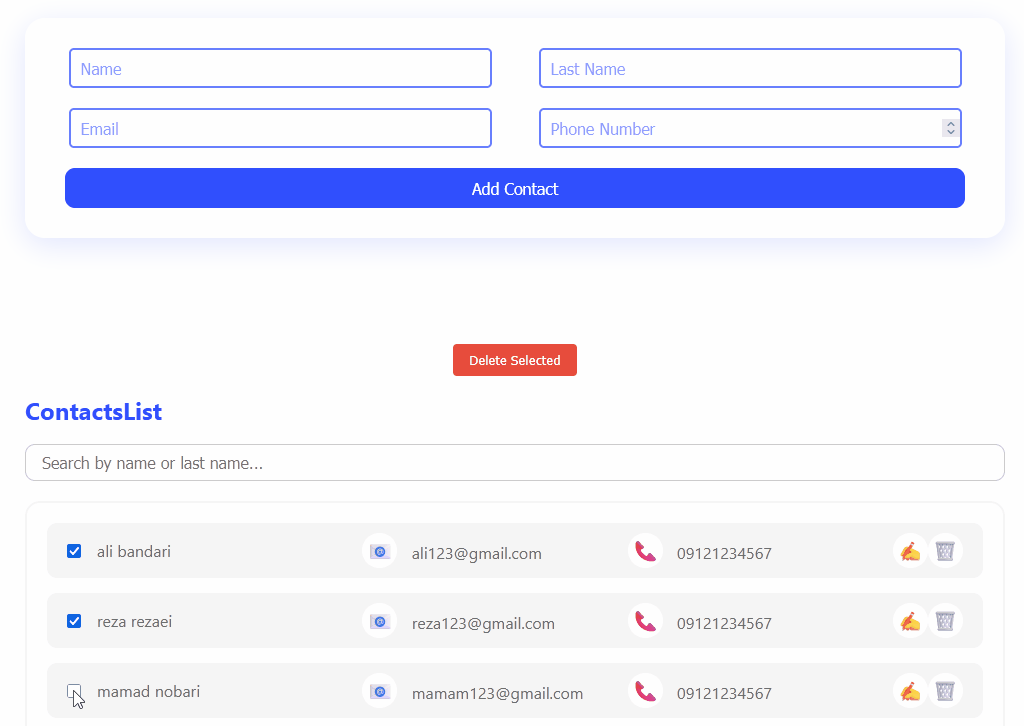 Name Last Name
Email Phone Number
Add Contact
Delete Selected
ContactsList
Search by name or last name...
ali bandari ali123@gmail.com 09121234567
reza rezaei reza123@gmail.com 09121234567
mamad nobari mamam123@gmail.com 09121234567